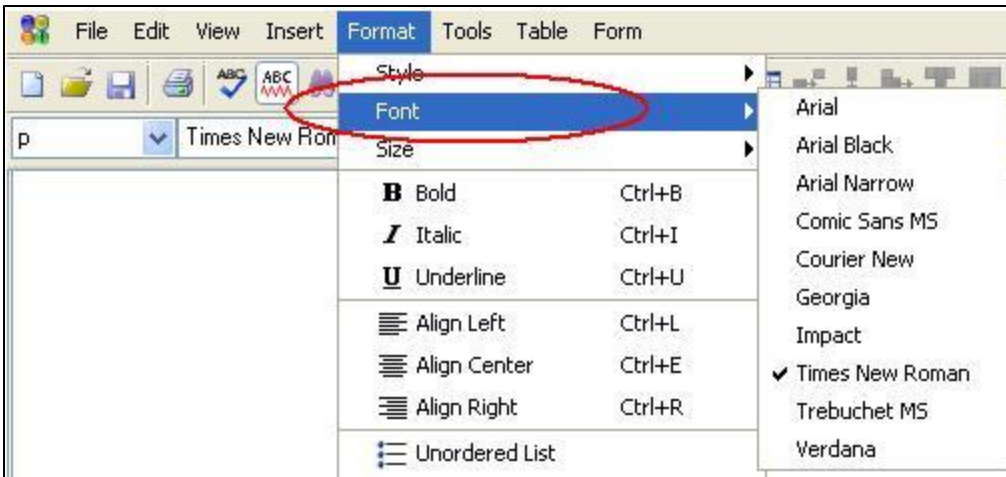 File Edit View Insert Format Tools Table Form
ABC ABC
Style
Font
p Times New Rom
Size
B Bold Ctrl+B
I Italic Ctrl+I
U Underline Ctrl+U
Align Left Ctrl+L
Align Center Ctrl+E
Align Right Ctrl+R
Unordered List
Arial
Arial Black
Arial Narrow
Comic Sans MS
Courier New
Georgia
Impact
Times New Roman
Trebuchet MS
Verdana